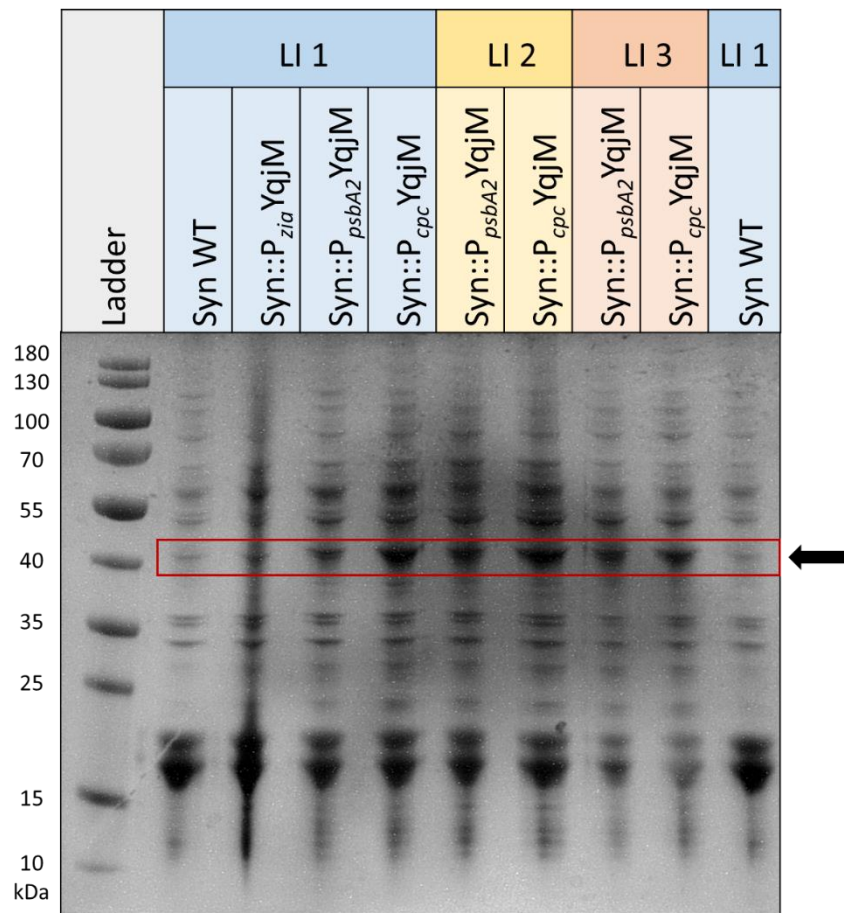 LI 1 LI 2 LI 3 LI 1
Ladder
Syn WT
Syn::PziaYqjM
Syn::PpsbA2YqjM
Syn::PcpcYqjM
Syn::PpsbA2YqjM
Syn::PcpcYqjM
Syn::PpsbA2YqjM
Syn::PcpcYqjM
Syn WT
180
130
100
70
55
40
35
25
15
10
kDa